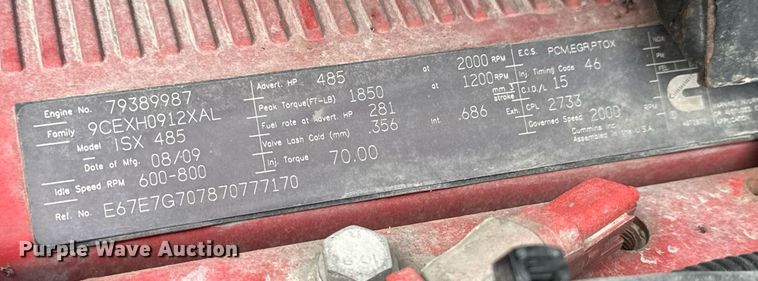 Engine No. 79389987
Family 9CEXH0912XAL
Model ISX 485
Date of Mfg. 08/09
Idle Speed RPM 600-800
Ref. No. E67E7G707870777170
Advert. HP 485 at 2000 RPM
Peak Torque(FT-LB) 1850 at 1200 RPM
Fuel rate at advert. HP 281 mm 3 stroke
Valve Lash Cold (mm) .356 Int. .686 Exh
Inj. Torque 70.00
E.C.S. PCM,EGR,PTOX
Inj. Timing Code 46
C.I.D./L 15
CPL 2733
Governed Speed 2000
Cummins Inc.
Assembled in the U.S.A.
Purple Wave Auction